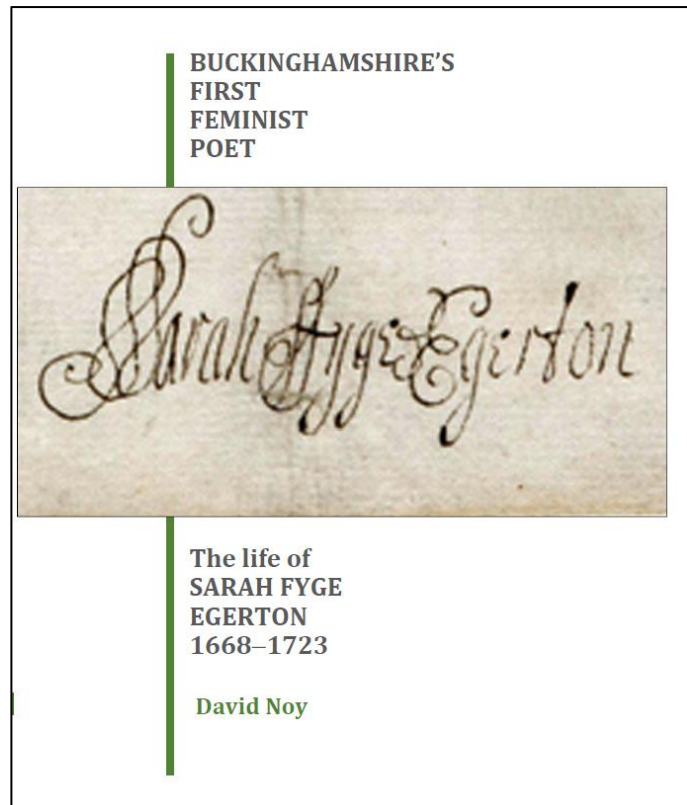 BUCKINGHAMSHIRE’S
FIRST
FEMINIST
POET
Sarah Fyge Egerton
The life of
SARAH FYGE
EGERTON
1668–1723
David Noy